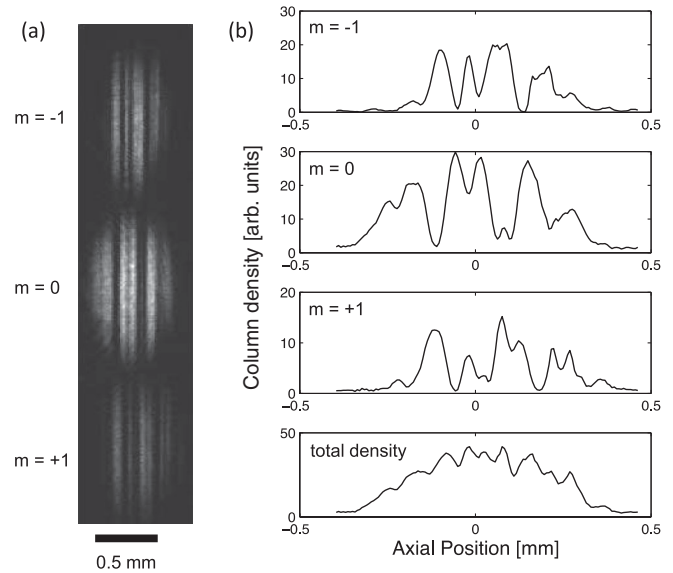 (a)
m = -1
m = 0
m = +1
0.5 mm
(b)
Column density [arb. units]
m = -1
30
20
10
0
−0.5
0
0.5
m = 0
30
20
10
0
−0.5
0
0.5
m = +1
20
10
0
−0.5
0
0.5
total density
50
0
−0.5
0
0.5
Axial Position [mm]